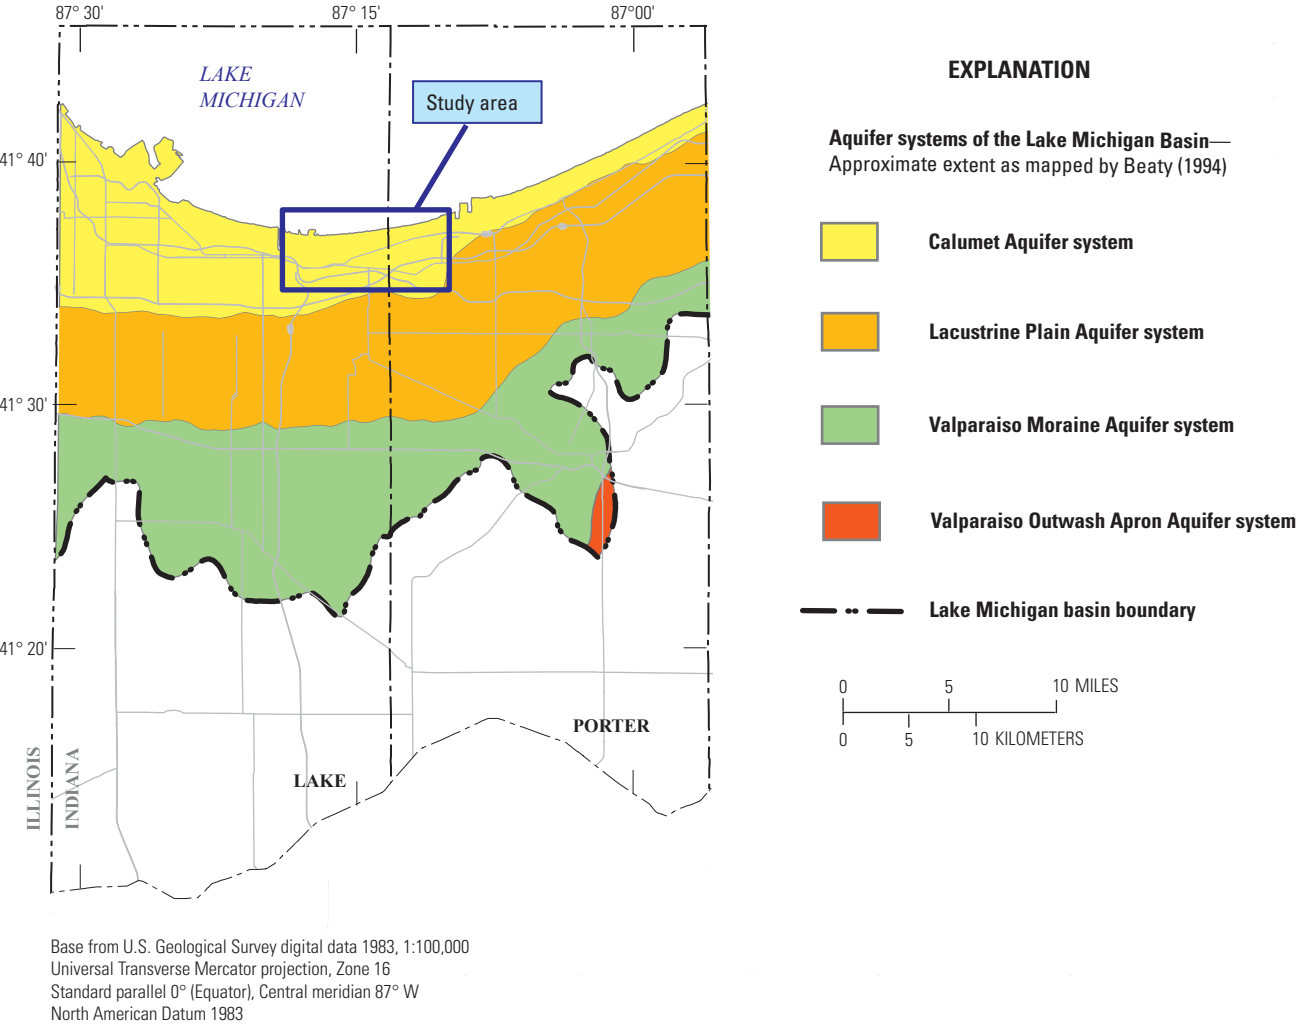 87° 30'
87° 15'
87°00'
LAKE
MICHIGAN
Study area
41° 40'
41° 30'
41° 20'
ILLINOIS
INDIANA
LAKE
PORTER
EXPLANATION
Aquifer systems of the Lake Michigan Basin—
Approximate extent as mapped by Beaty (1994)
Calumet Aquifer system
Lacustrine Plain Aquifer system
Valparaiso Moraine Aquifer system
Valparaiso Outwash Apron Aquifer system
Lake Michigan basin boundary
0 5 10 MILES
0 5 10 KILOMETERS
Base from U.S. Geological Survey digital data 1983, 1:100,000
Universal Transverse Mercator projection, Zone 16
Standard parallel 0° (Equator), Central meridian 87° W
North American Datum 1983